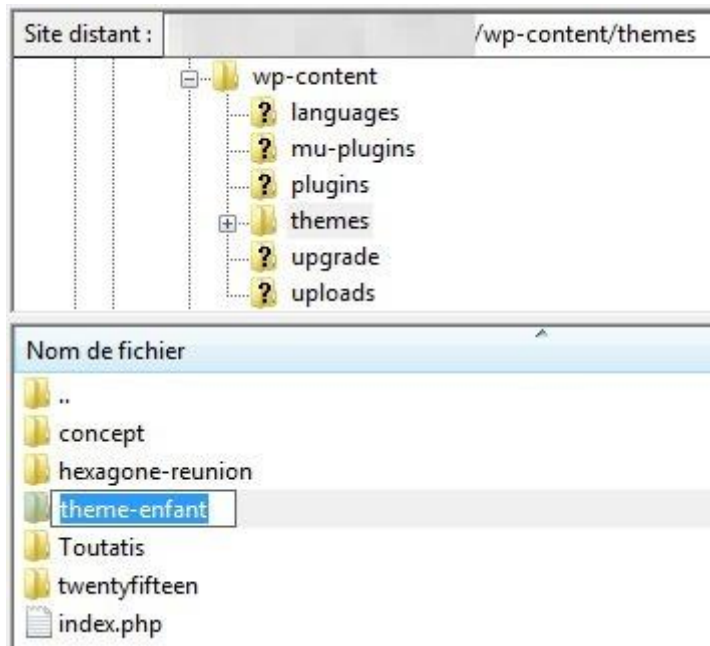 Site distant : /wp-content/themes
wp-content
? languages
? mu-plugins
? plugins
themes
? upgrade
? uploads
Nom de fichier
..
concept
hexagone-reunion
theme-enfant
Toutatis
twentyfifteen
index.php